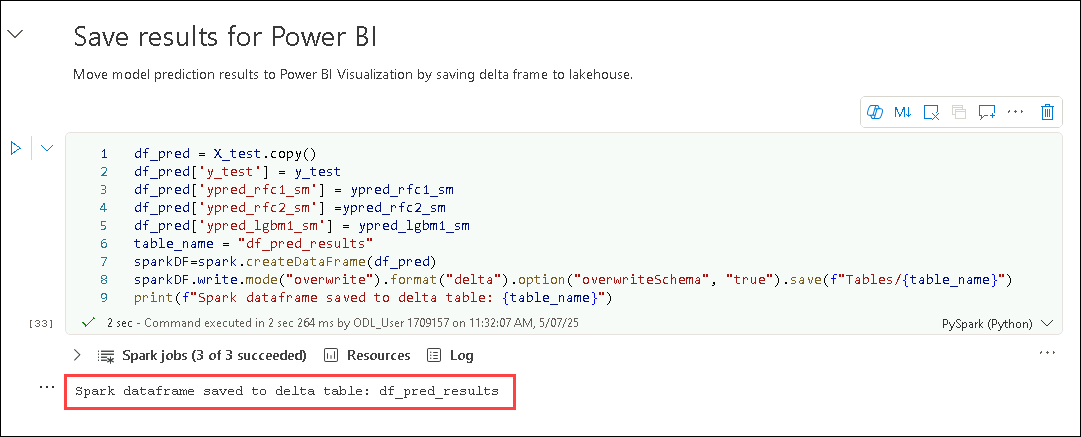 Save results for Power BI
Move model prediction results to Power BI Visualization by saving delta frame to lakehouse.
M↓
1 df_pred = X_test.copy()
2 df_pred['y_test'] = y_test
3 df_pred['ypred_rfc1_sm'] = ypred_rfc1_sm
4 df_pred['ypred_rfc2_sm'] =ypred_rfc2_sm
5 df_pred['ypred_lgbm1_sm'] = ypred_lgbm1_sm
6 table_name = "df_pred_results"
7 sparkDF=spark.createDataFrame(df_pred)
8 sparkDF.write.mode("overwrite").format("delta").option("overwriteSchema", "true").save(f"Tables/{table_name}")
9 print(f"Spark dataframe saved to delta table: {table_name}")
[33] 2 sec - Command executed in 2 sec 264 ms by ODL_User 1709157 on 11:32:07 AM, 5/07/25 PySpark (Python)
Spark jobs (3 of 3 succeeded) Resources Log
Spark dataframe saved to delta table: df_pred_results